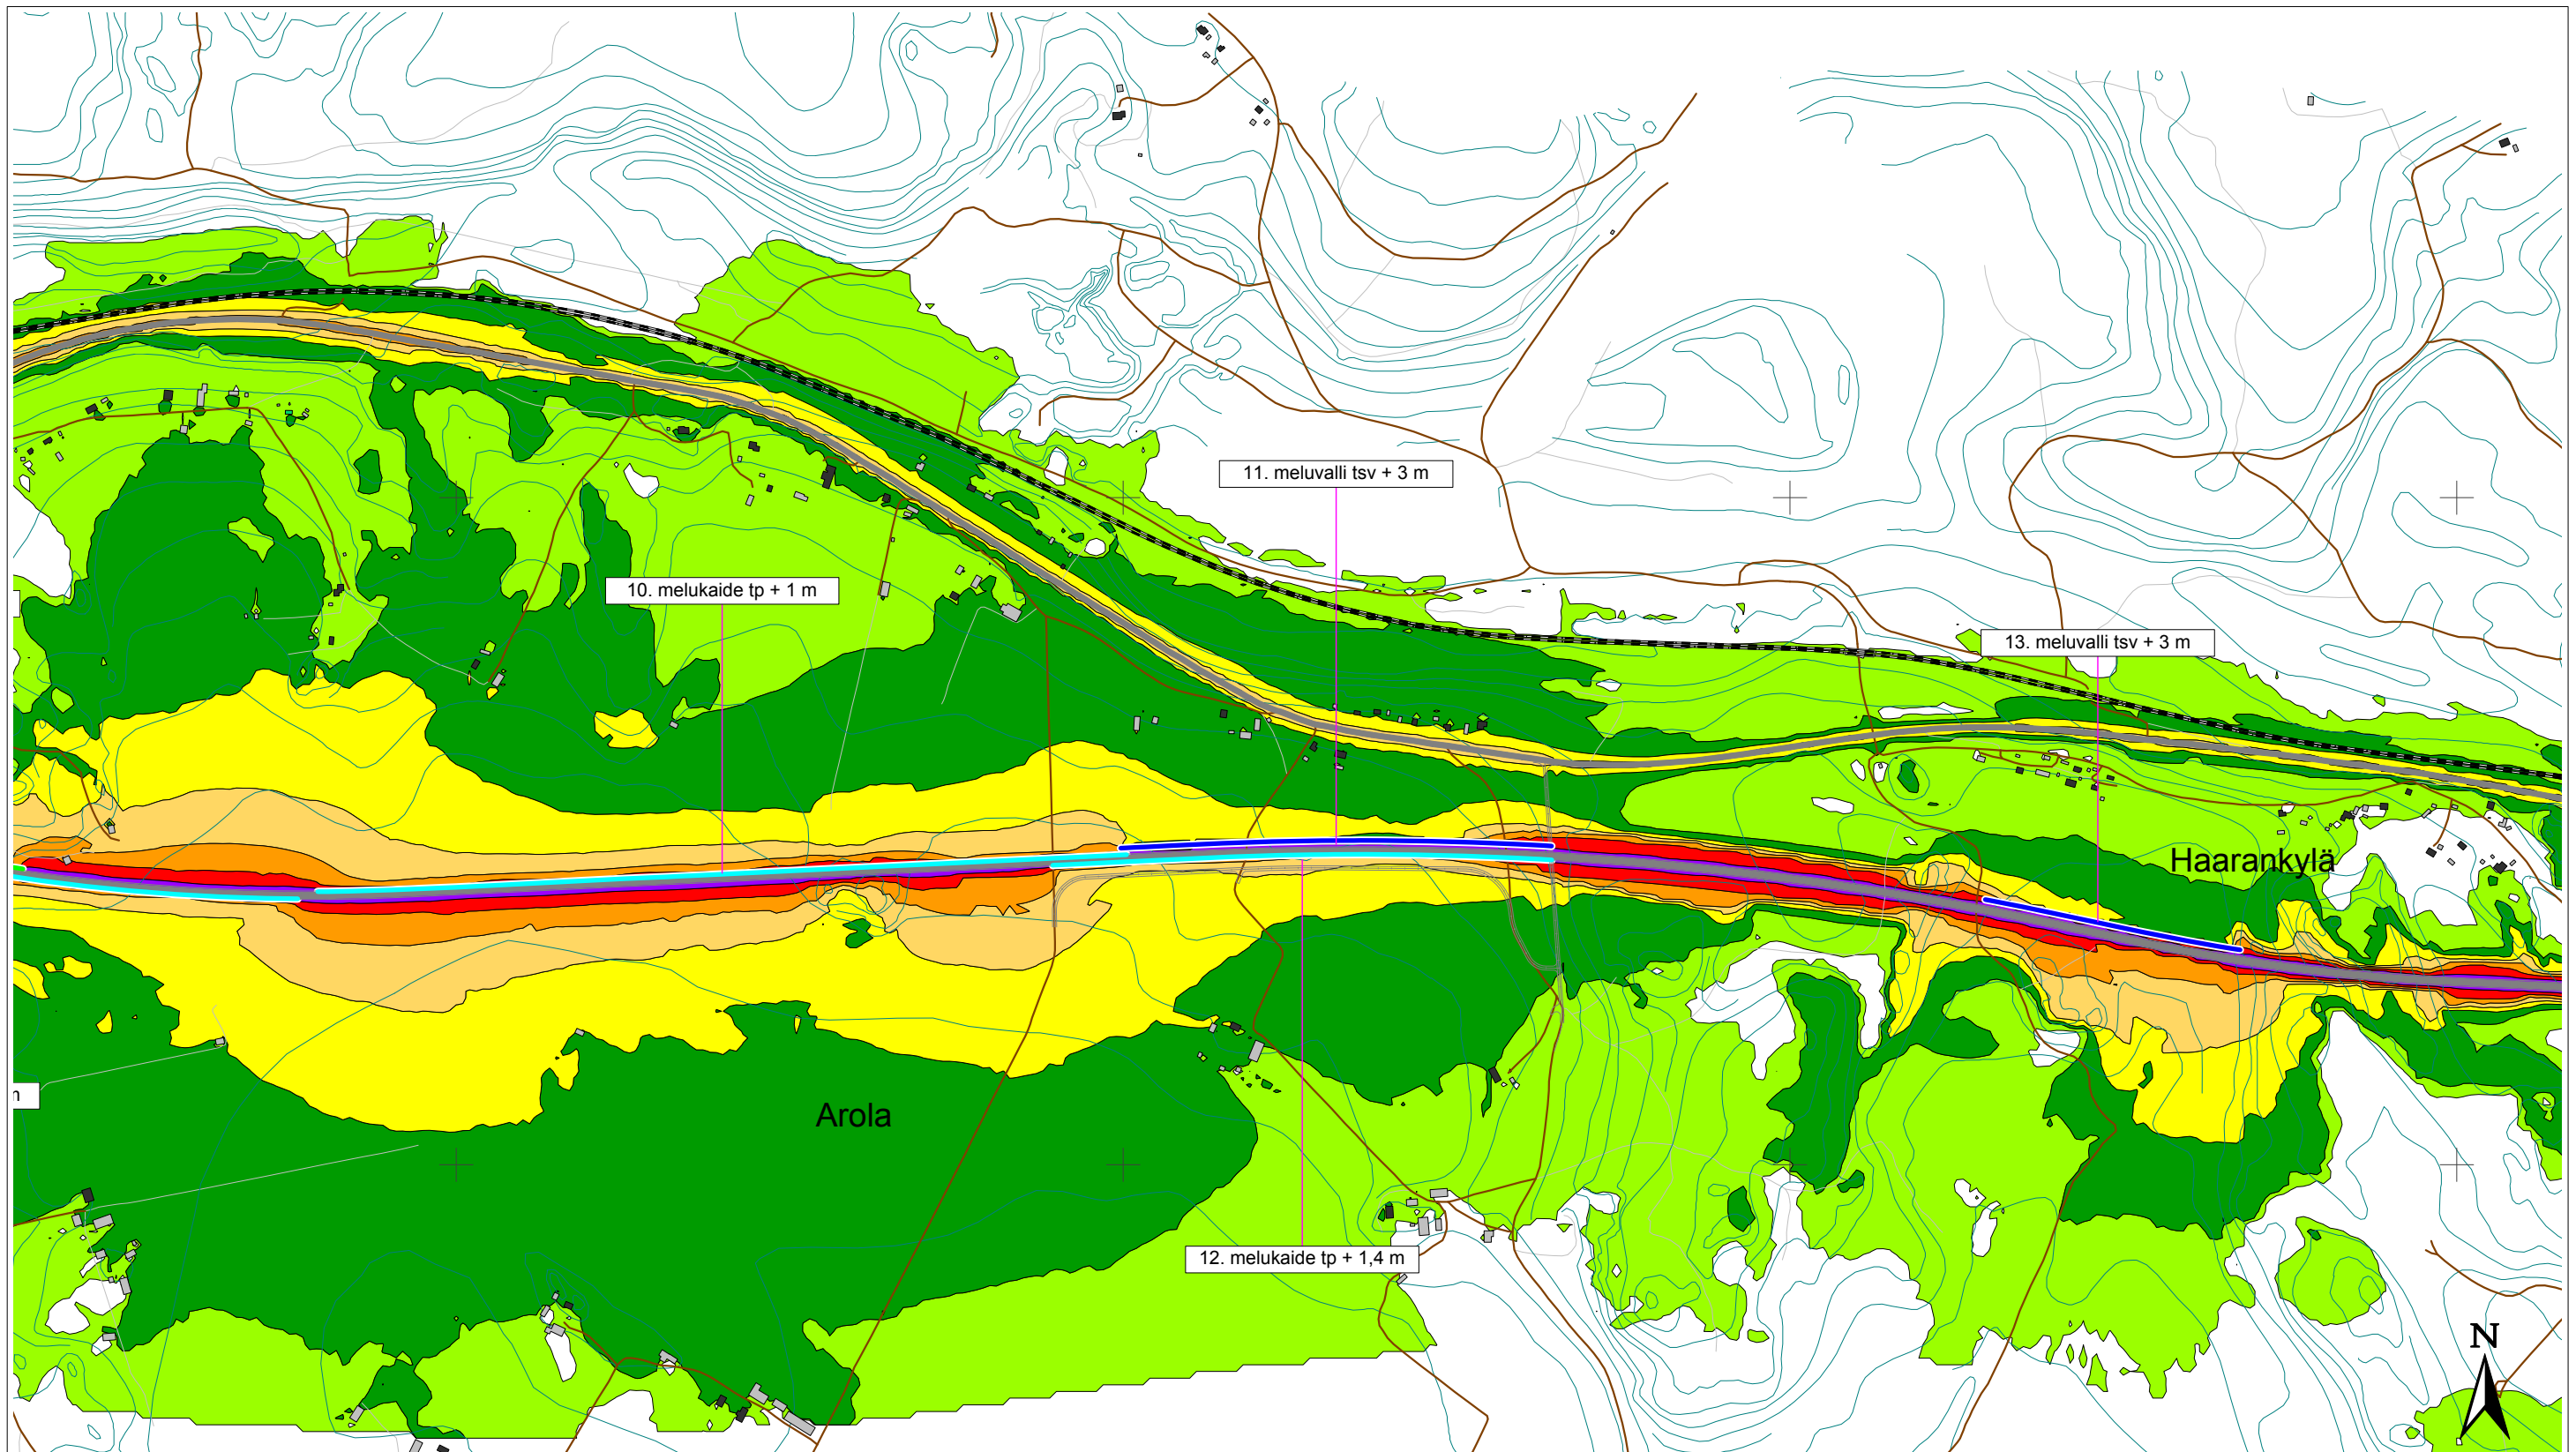 11. meluvalli tsv + 3 m
10. melukaide tp + 1 m
13. meluvalli tsv + 3 m
Haarankylä
Arola
12. melukaide tp + 1,4 m
N